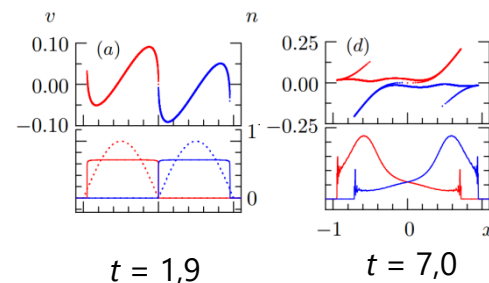 v n
0.10 (a) 0.25 (d)
0.00 0.00
−0.10 −0.25
1
0
−1 0 x
t = 1,9 t = 7,0